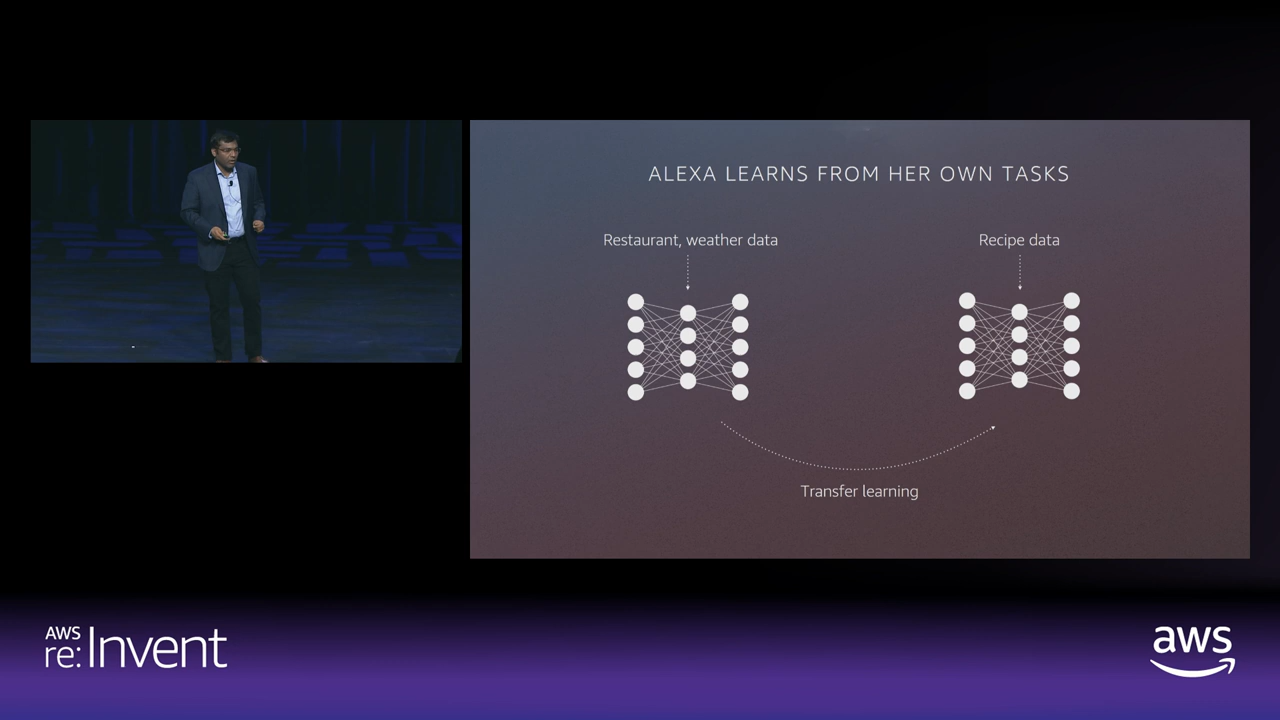 ALEXA LEARNS FROM HER OWN TASKS
Restaurant, weather data
Recipe data
Transfer learning
AWS
re:Invent
aws